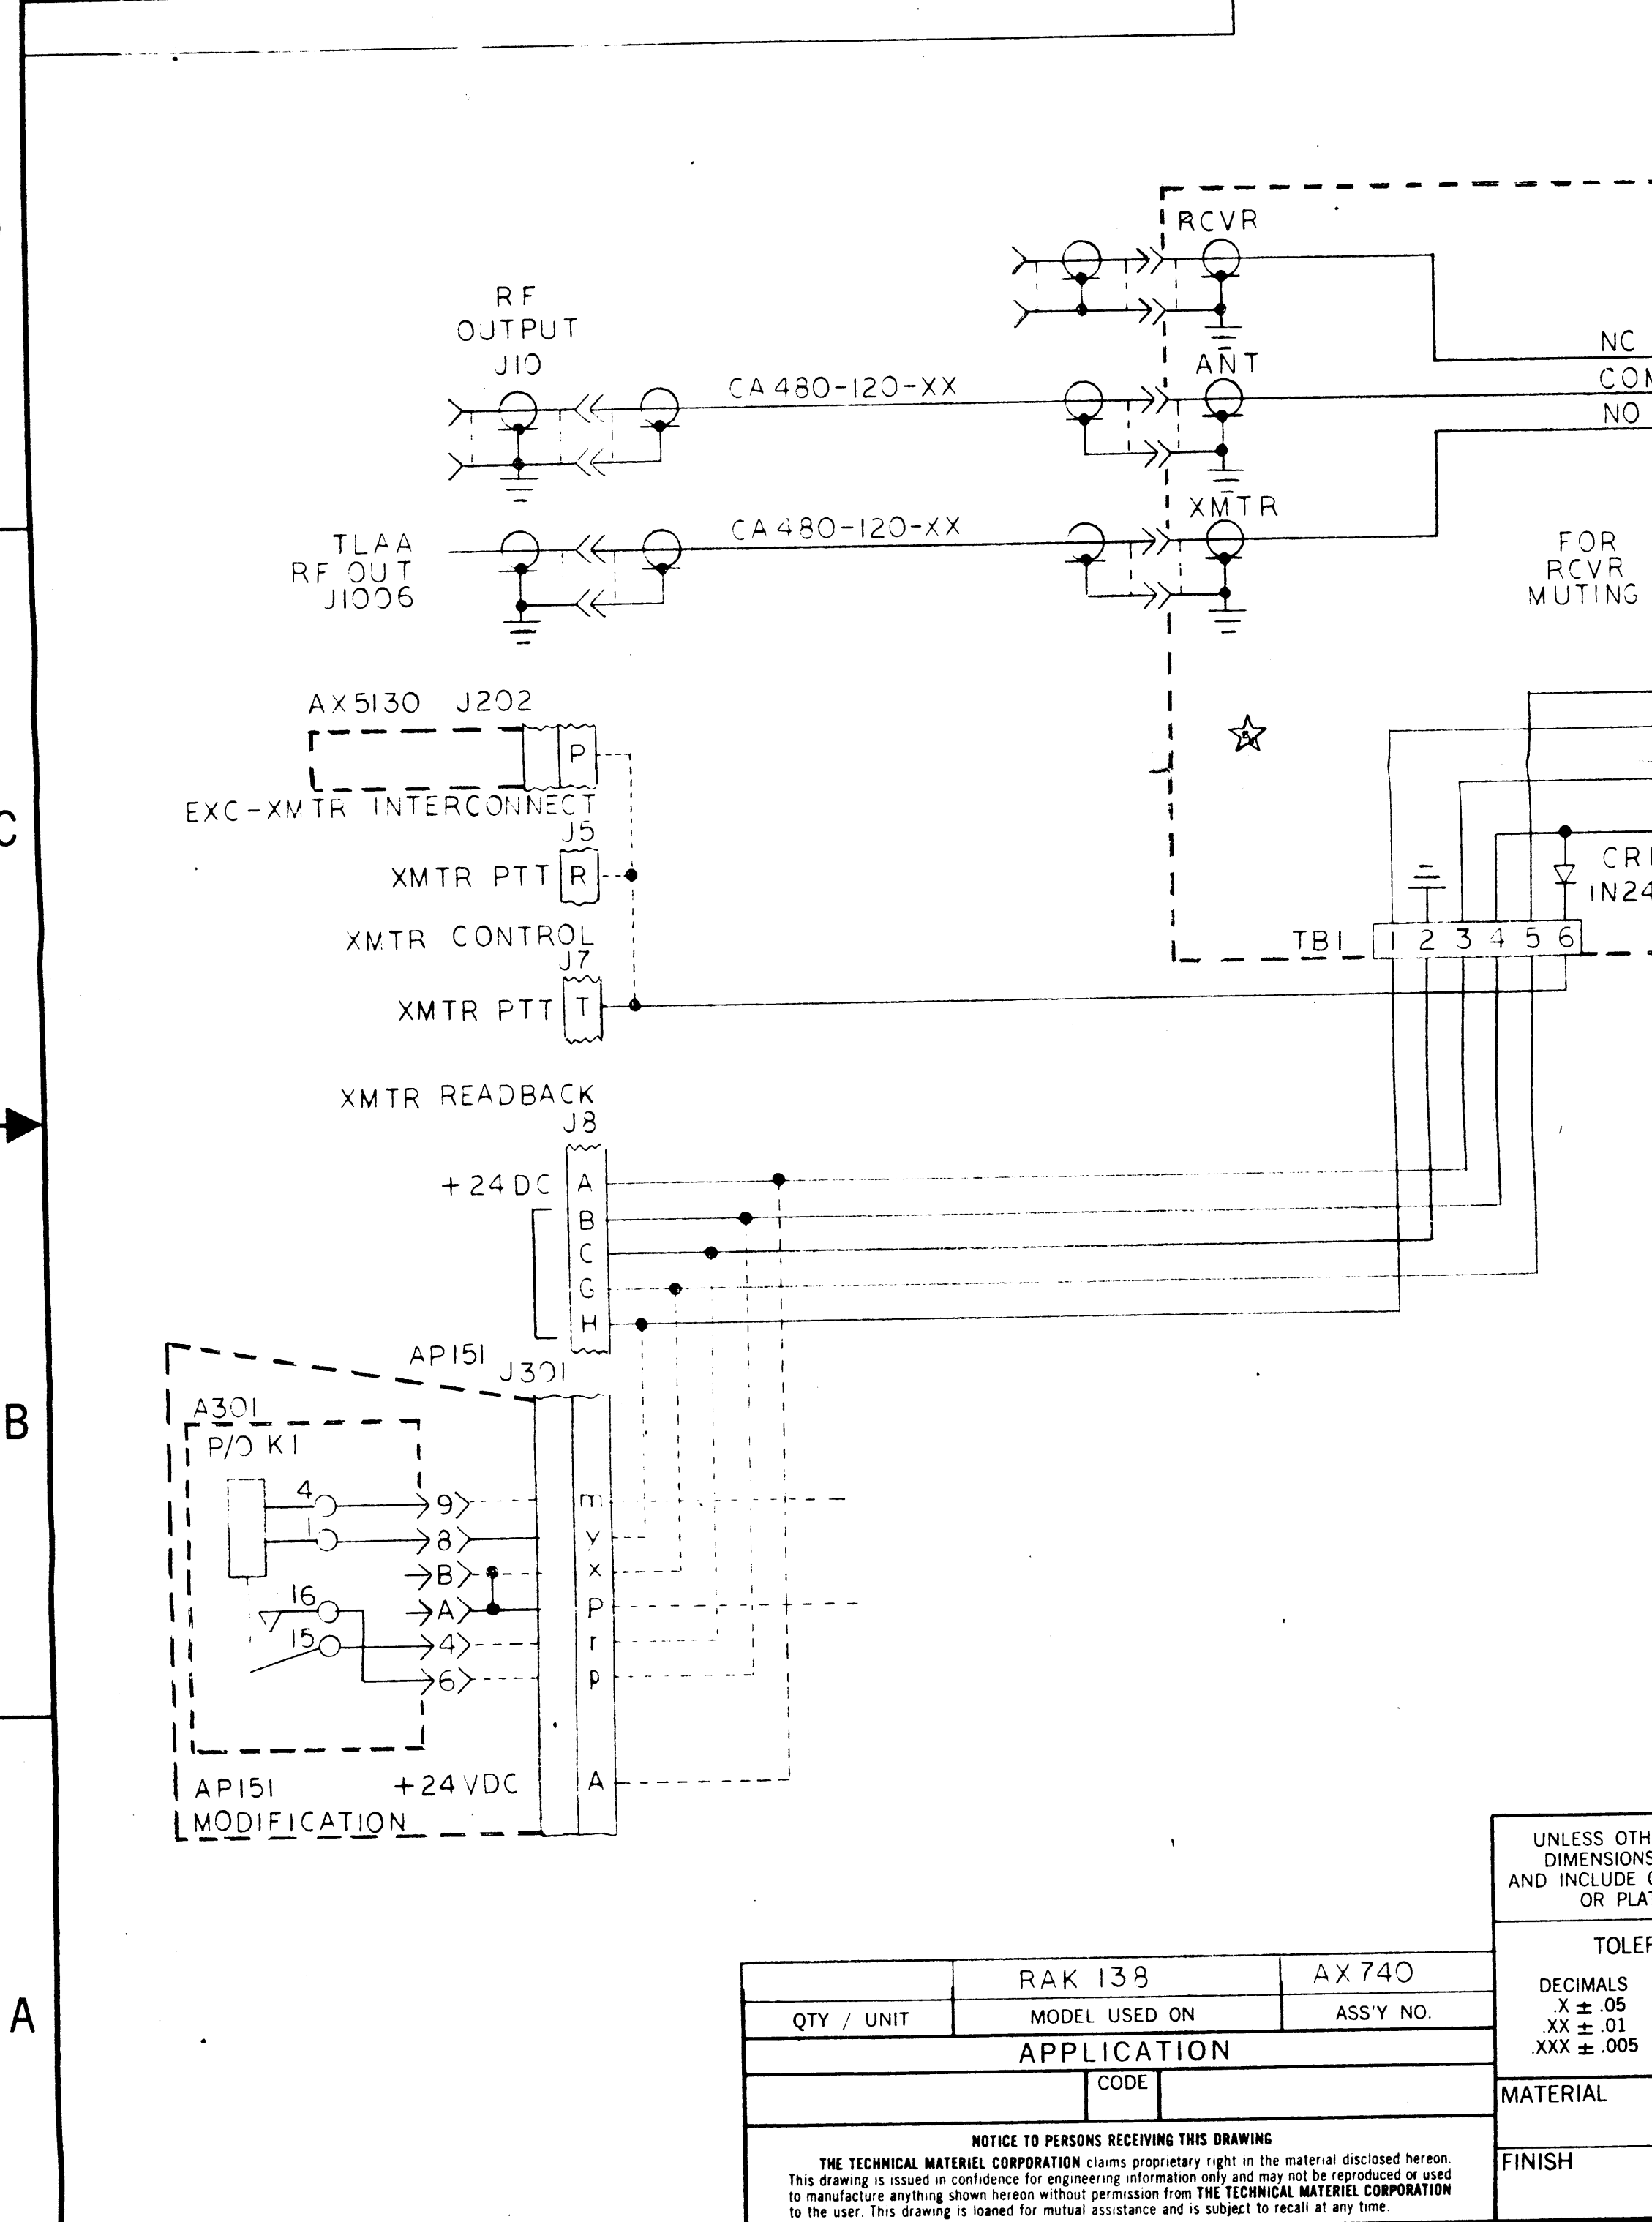 RCVR
RF
OUTPUT
J10
NC
ANT
CA480-120-XX
NO
XMTR
CA480-120-XX
TLAA
RF OUT
J1006
FOR
RCVR
MUTING
AX5130 J202
P
EXC-XMTR INTERCONNECT
J5
XMTR PTT R
XMTR CONTROL
J7
XMTR PTT T
TB1 1 2 3 4 5 6
XMTR READBACK
J8
+24DC A
B
C
G
H
AP151
J301
A301
P/O K1
4 9 m
1 8 y
B x
16 A P
15 4 r
6 p
AP151 +24VDC A
MODIFICATION
C
B
A
DIMENSIONS
AND INCLUDE
DECIMALS
.X ± .05
.XX ± .01
.XXX ± .005
MATERIAL
FINISH
RAK 138 AX740
QTY / UNIT MODEL USED ON ASS'Y NO.
APPLICATION
CODE
NOTICE TO PERSONS RECEIVING THIS DRAWING
THE TECHNICAL MATERIEL CORPORATION claims proprietary right in the material disclosed hereon.
This drawing is issued in confidence for engineering information only and may not be reproduced or used
to manufacture anything shown hereon without permission from THE TECHNICAL MATERIEL CORPORATION
to the user. This drawing is loaned for mutual assistance and is subject to recall at any time.